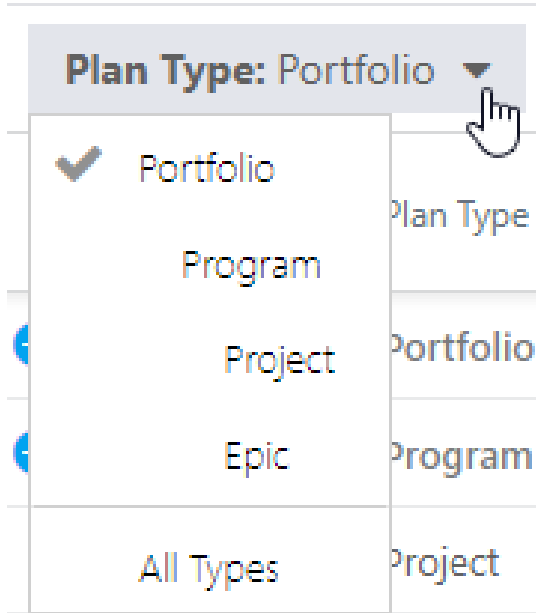 Plan Type: Portfolio
Portfolio
Plan Type
Program
Project
Portfolio
Epic
Program
All Types
Project